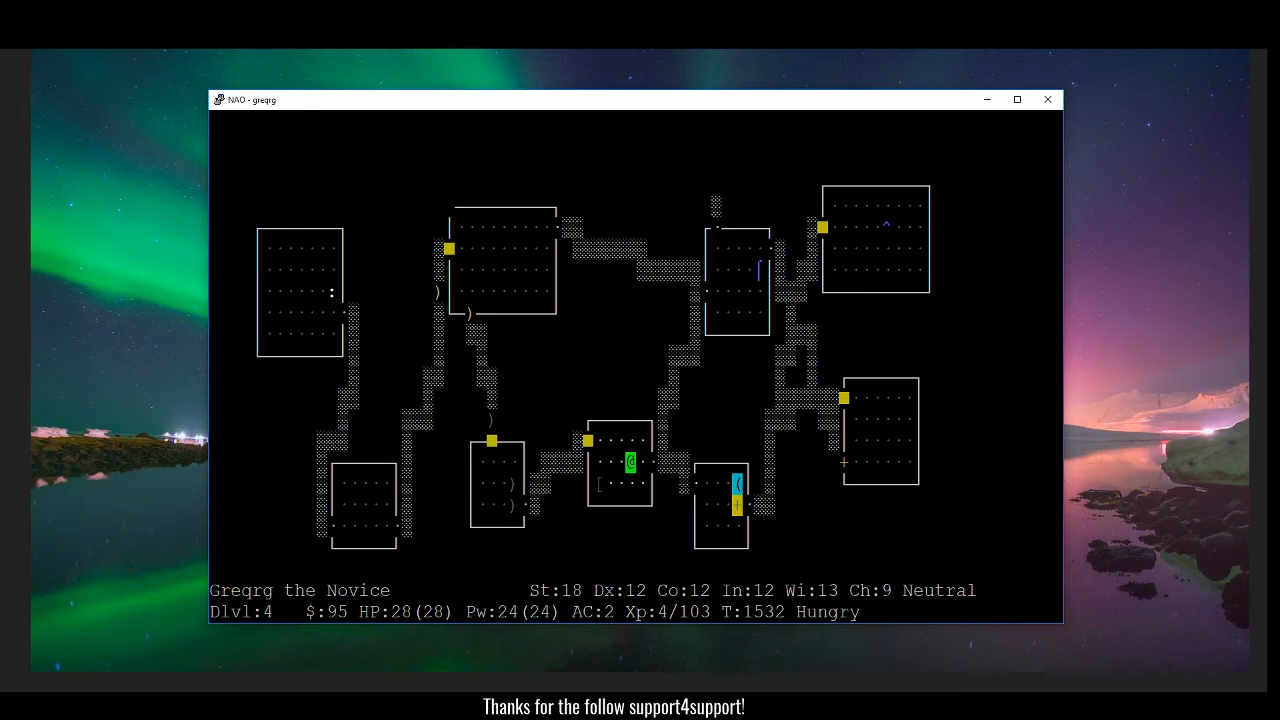 NAO - greqrg
Greqrg the Novice St:18 Dx:12 Co:12 In:12 Wi:13 Ch:9 Neutral
Dlvl:4 $:95 HP:28(28) Pw:24(24) AC:2 Xp:4/103 T:1532 Hungry
Thanks for the follow support4support!